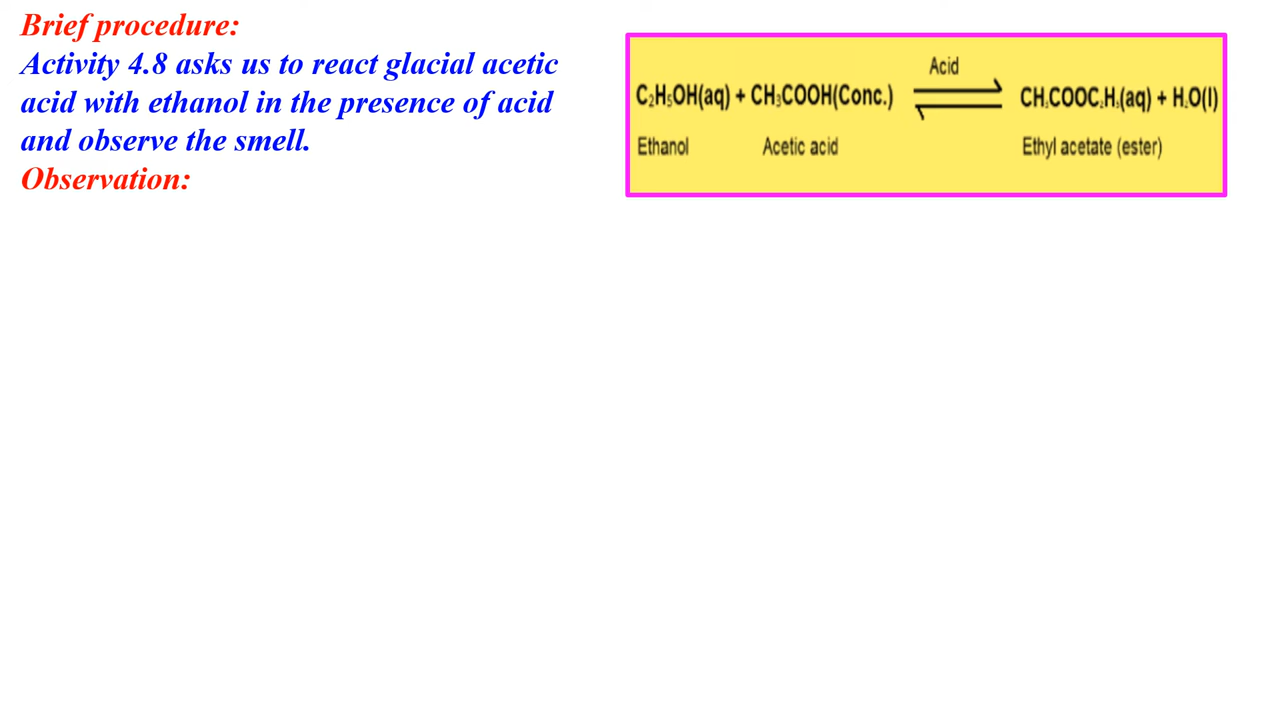 Brief procedure:
Activity 4.8 asks us to react glacial acetic
acid with ethanol in the presence of acid
and observe the smell.
Observation:
Acid
C₂H₅OH(aq) + CH₃COOH(Conc.) ⇌ CH₃COOC₂H₅(aq) + H₂O(l)
Ethanol Acetic acid Ethyl acetate (ester)